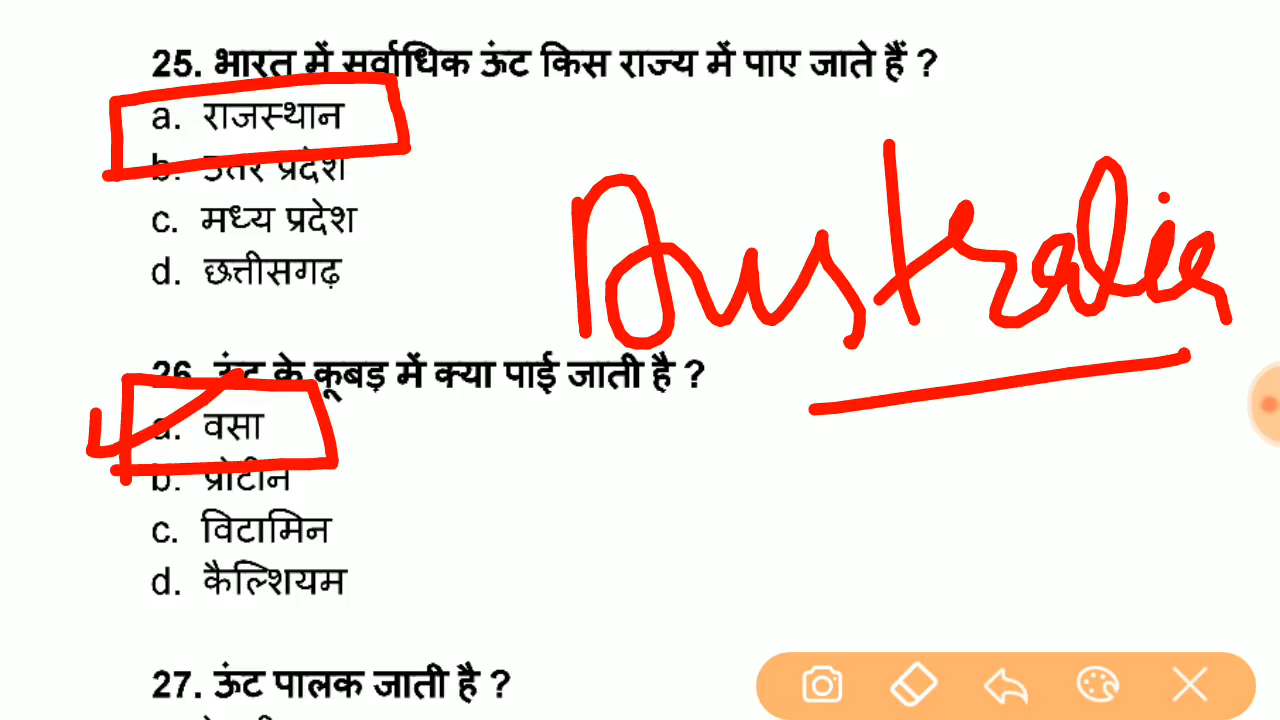 25. भारत में सर्वाधिक ऊंट किस राज्य में पाए जाते हैं ?
a. राजस्थान
b. उत्तर प्रदेश
c. मध्य प्रदेश
d. छत्तीसगढ़
Australia
26. ऊंट के कूबड़ में क्या पाई जाती है ?
a. वसा
b. प्रोटीन
c. विटामिन
d. कैल्शियम
27. ऊंट पालक जाती है ?